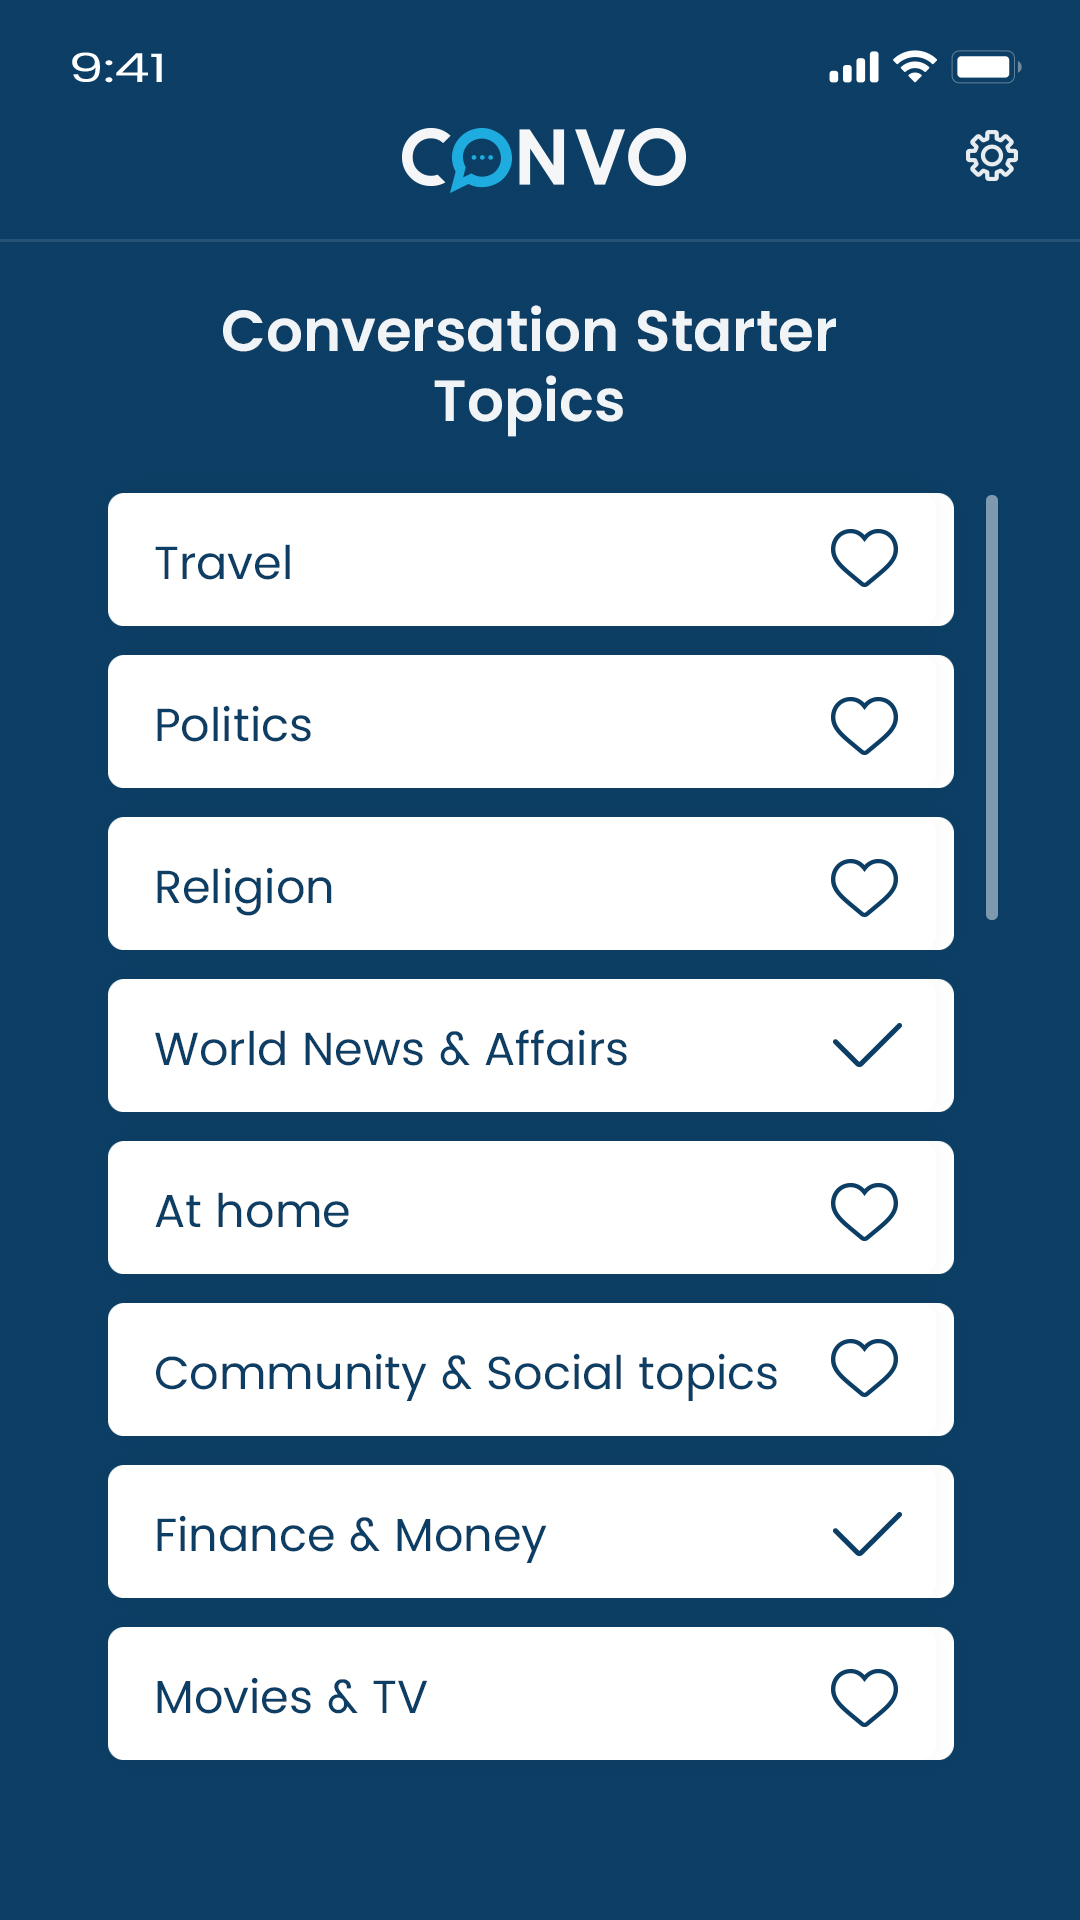 9:41
CONVO
Conversation Starter
Topics
Travel
Politics
Religion
World News & Affairs
At home
Community & Social topics
Finance & Money
Movies & TV